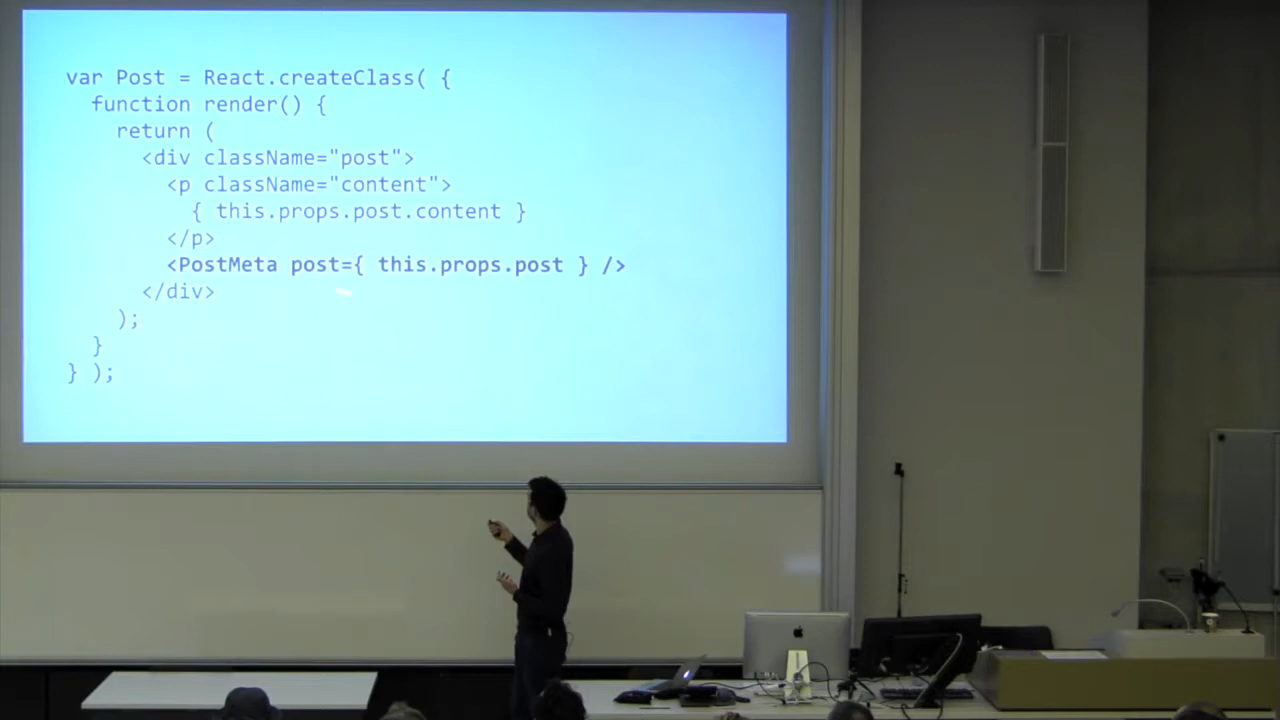 var Post = React.createClass( {
function render() {
return (
<div className="post">
<p className="content">
{ this.props.post.content }
</p>
<PostMeta post={ this.props.post } />
</div>
);
}
} );